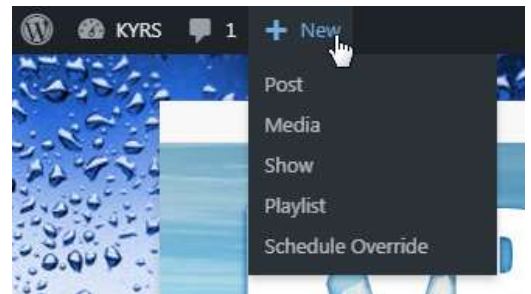 KYRS 1 + New
Post
Media
Show
Playlist
Schedule Override